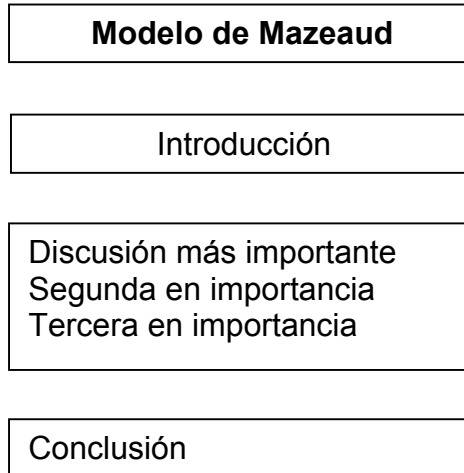 Modelo de Mazeaud
Introducción
Discusión más importante
Segunda en importancia
Tercera en importancia
Conclusión